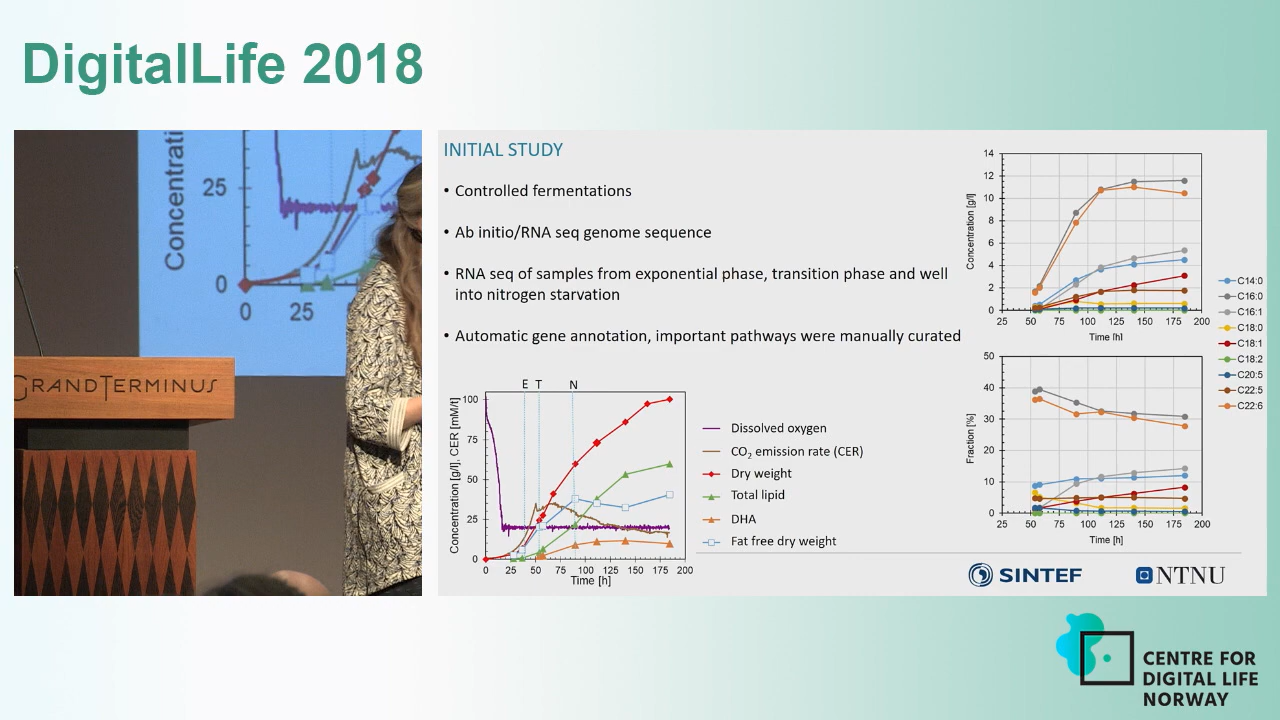 DigitalLife 2018
Concentrati
25
0
0
25
GRANDTERMINUS
INITIAL STUDY
• Controlled fermentations
• Ab initio/RNA seq genome sequence
• RNA seq of samples from exponential phase, transition phase and well
into nitrogen starvation
• Automatic gene annotation, important pathways were manually curated
E T N
Concentration [g/l], CER [mM/t]
100
75
50
25
0
0 25 50 75 100 125 150 175 200
Time [h]
Dissolved oxygen
CO₂ emission rate (CER)
Dry weight
Total lipid
DHA
Fat free dry weight
Concentration [g/l]
14
12
10
8
6
4
2
0
25 50 75 100 125 150 175 200
Time [h]
Fraction [%]
50
40
30
20
10
0
25 50 75 100 125 150 175 200
Time [h]
C14:0
C16:0
C16:1
C18:0
C18:1
C18:2
C20:5
C22:5
C22:6
SINTEF
NTNU
CENTRE FOR
DIGITAL LIFE
NORWAY